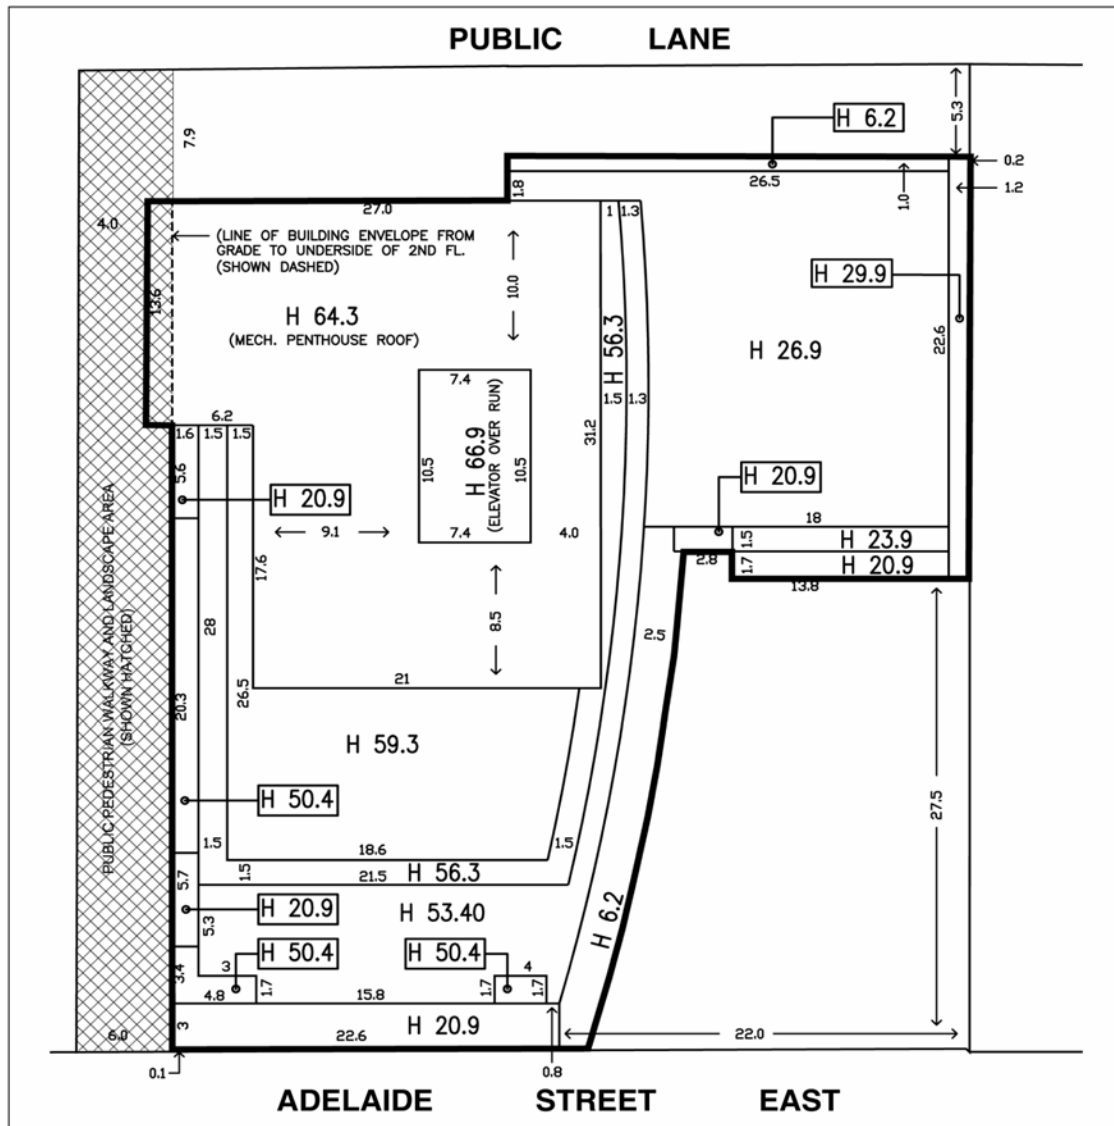 PUBLIC LANE
H 6.2
5.3
0.2
7.9
26.5
1.0
1.2
1.8
27.0
1 1.3
4.0
(LINE OF BUILDING ENVELOPE FROM
GRADE TO UNDERSIDE OF 2ND FL.
(SHOWN DASHED)
10.0
H 29.9
13.6
H 64.3
(MECH. PENTHOUSE ROOF)
H 56.3
22.6
H 26.9
7.4
1.5 1.3
6.2
1.6 1.5 1.5
31.2
10.5
H 66.9
(ELEVATOR OVER RUN)
10.5
5.6
H 20.9
H 20.9
9.1
7.4
4.0
18
1.5
H 23.9
2.8
1.7
H 20.9
13.8
17.6
PUBLIC PEDESTRIAN WALKWAY AND LANDSCAPE AREA
(SHOWN HATCHED)
28
8.5
2.5
21
26.5
20.3
H 59.3
H 50.4
27.5
1.5
18.6
1.5
1.5
21.5
H 56.3
5.7
H 20.9
H 53.40
5.3
H 6.2
H 50.4
H 50.4
3.4
3
4
4.8
1.7
15.8
1.7
1.7
3
H 20.9
22.6
6.0
22.0
0.1
0.8
ADELAIDE STREET EAST